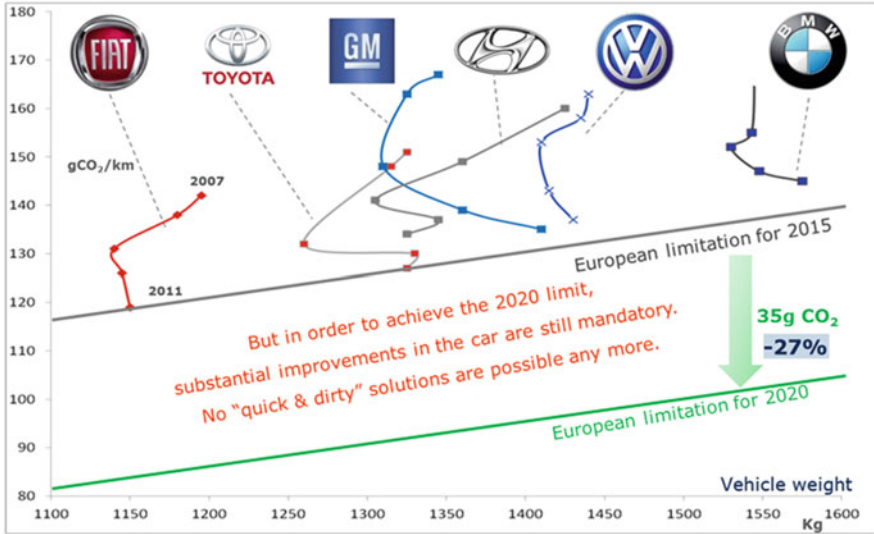 180
160
150
140
130
120
110
100
90
80
FIAT
TOYOTA
GM
BMW
gCO₂/km
2007
2011
European limitation for 2015
But in order to achieve the 2020 limit,
substantial improvements in the car are still mandatory.
No “quick & dirty” solutions are possible any more.
35g CO₂
-27%
European limitation for 2020
Vehicle weight
1100
1150
1200
1250
1300
1350
1400
1450
1500
1550
1600
Kg
170
VW